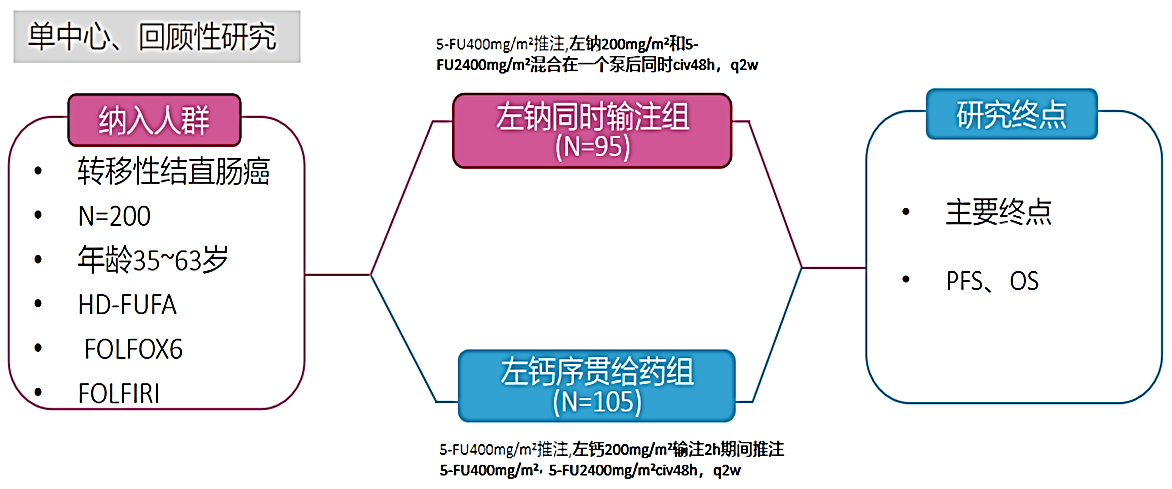 单中心、回顾性研究
纳入人群
• 转移性结直肠癌
• N=200
• 年龄35~63岁
• HD-FUFA
• FOLFOX6
• FOLFIRI
5-FU400mg/m²推注,左钠200mg/m²和5-
FU2400mg/m²混合在一个泵后同时civ48h，q2w
左钠同时输注组
(N=95)
左钙序贯给药组
(N=105)
5-FU400mg/m²推注,左钙200mg/m²输注2h期间推注
5-FU400mg/m²，5-FU2400mg/m²civ48h，q2w
研究终点
• 主要终点
• PFS、OS